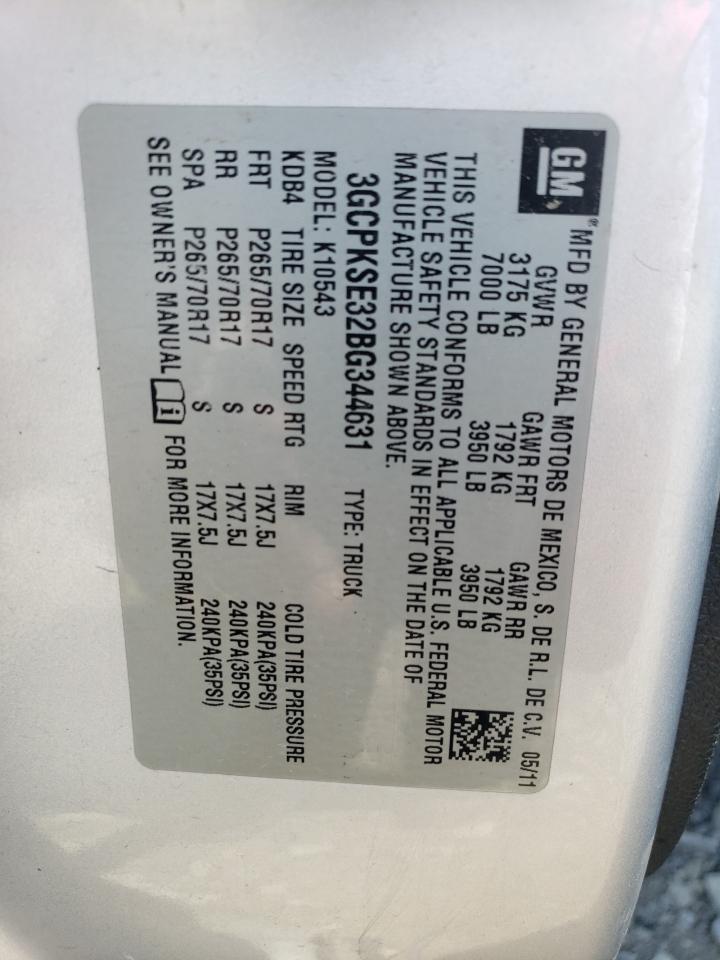 GM® MFD BY GENERAL MOTORS DE MEXICO, S. DE R.L. DE C.V. 05/11
GVWR GAWR FRT GAWR RR
3175 KG 1792 KG 1792 KG
7000 LB 3950 LB 3950 LB
THIS VEHICLE CONFORMS TO ALL APPLICABLE U.S. FEDERAL MOTOR
VEHICLE SAFETY STANDARDS IN EFFECT ON THE DATE OF
MANUFACTURE SHOWN ABOVE.
3GCPKSE32BG344631 TYPE: TRUCK
MODEL: K10543
KDB4 TIRE SIZE SPEED RTG RIM COLD TIRE PRESSURE
FRT P265/70R17 S 17X7.5J 240KPA(35PSI)
RR P265/70R17 S 17X7.5J 240KPA(35PSI)
SPA P265/70R17 S 17X7.5J 240KPA(35PSI)
SEE OWNER'S MANUAL i FOR MORE INFORMATION.